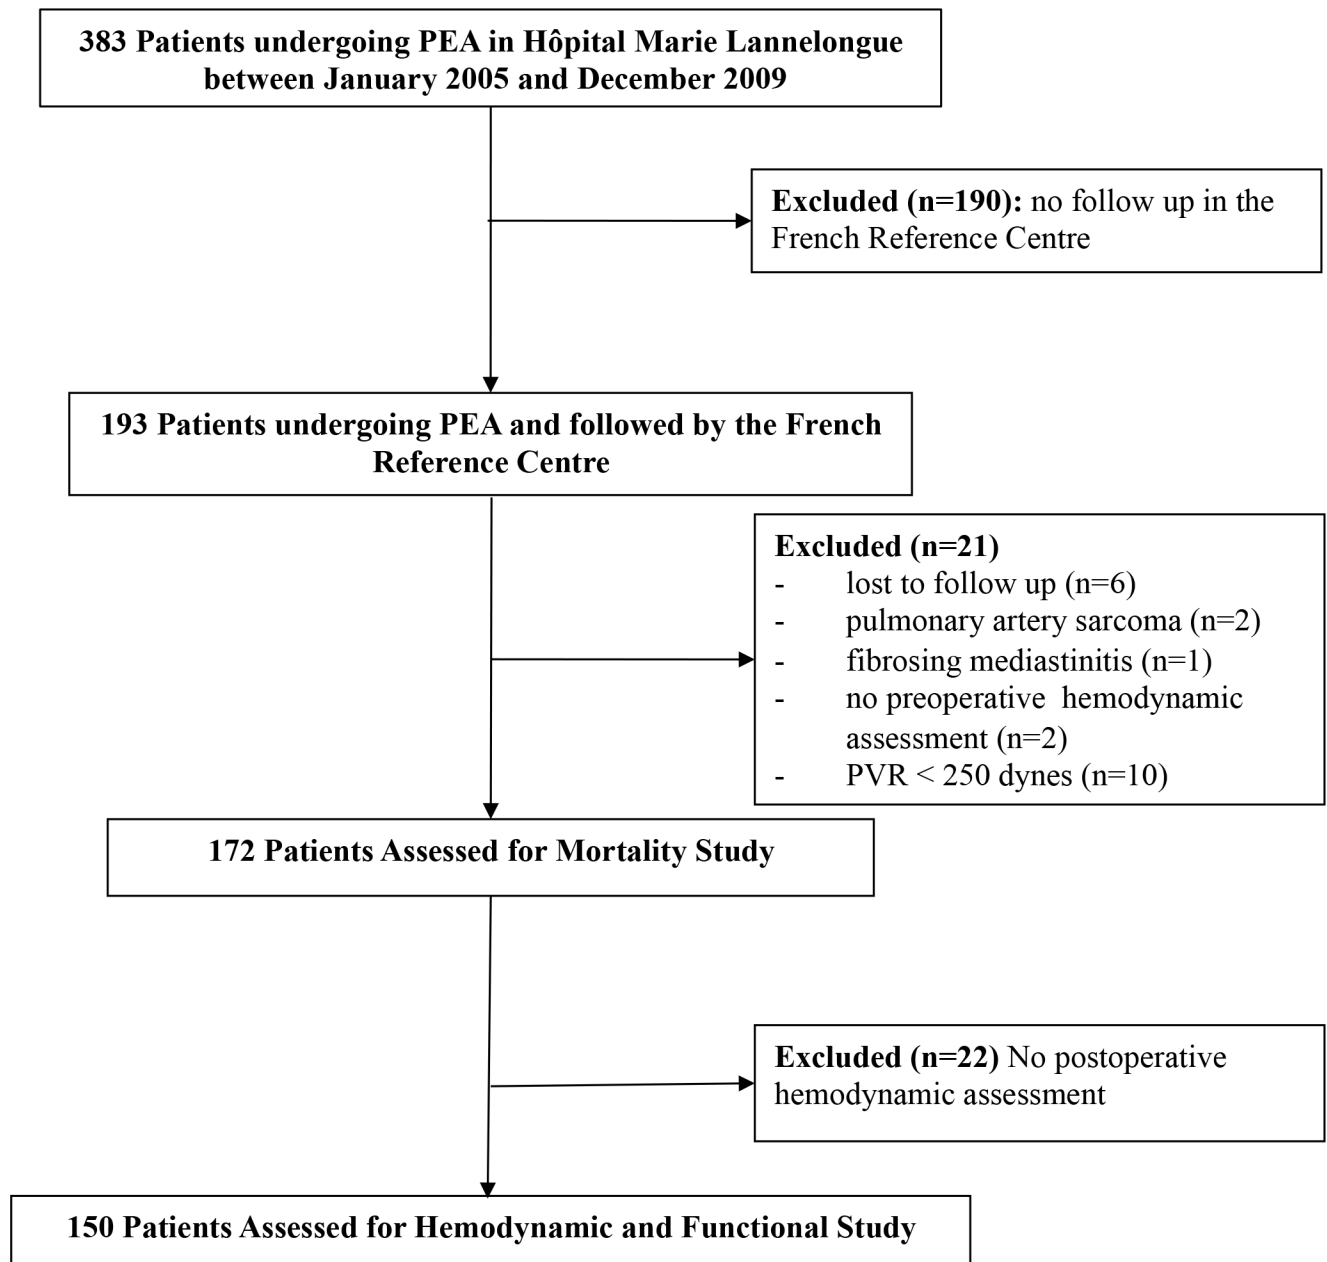 383 Patients undergoing PEA in Hôpital Marie Lannelongue
between January 2005 and December 2009
Excluded (n=190): no follow up in the
French Reference Centre
193 Patients undergoing PEA and followed by the French
Reference Centre
Excluded (n=21)
- lost to follow up (n=6)
- pulmonary artery sarcoma (n=2)
- fibrosing mediastinitis (n=1)
- no preoperative hemodynamic
assessment (n=2)
- PVR < 250 dynes (n=10)
172 Patients Assessed for Mortality Study
Excluded (n=22) No postoperative
hemodynamic assessment
150 Patients Assessed for Hemodynamic and Functional Study